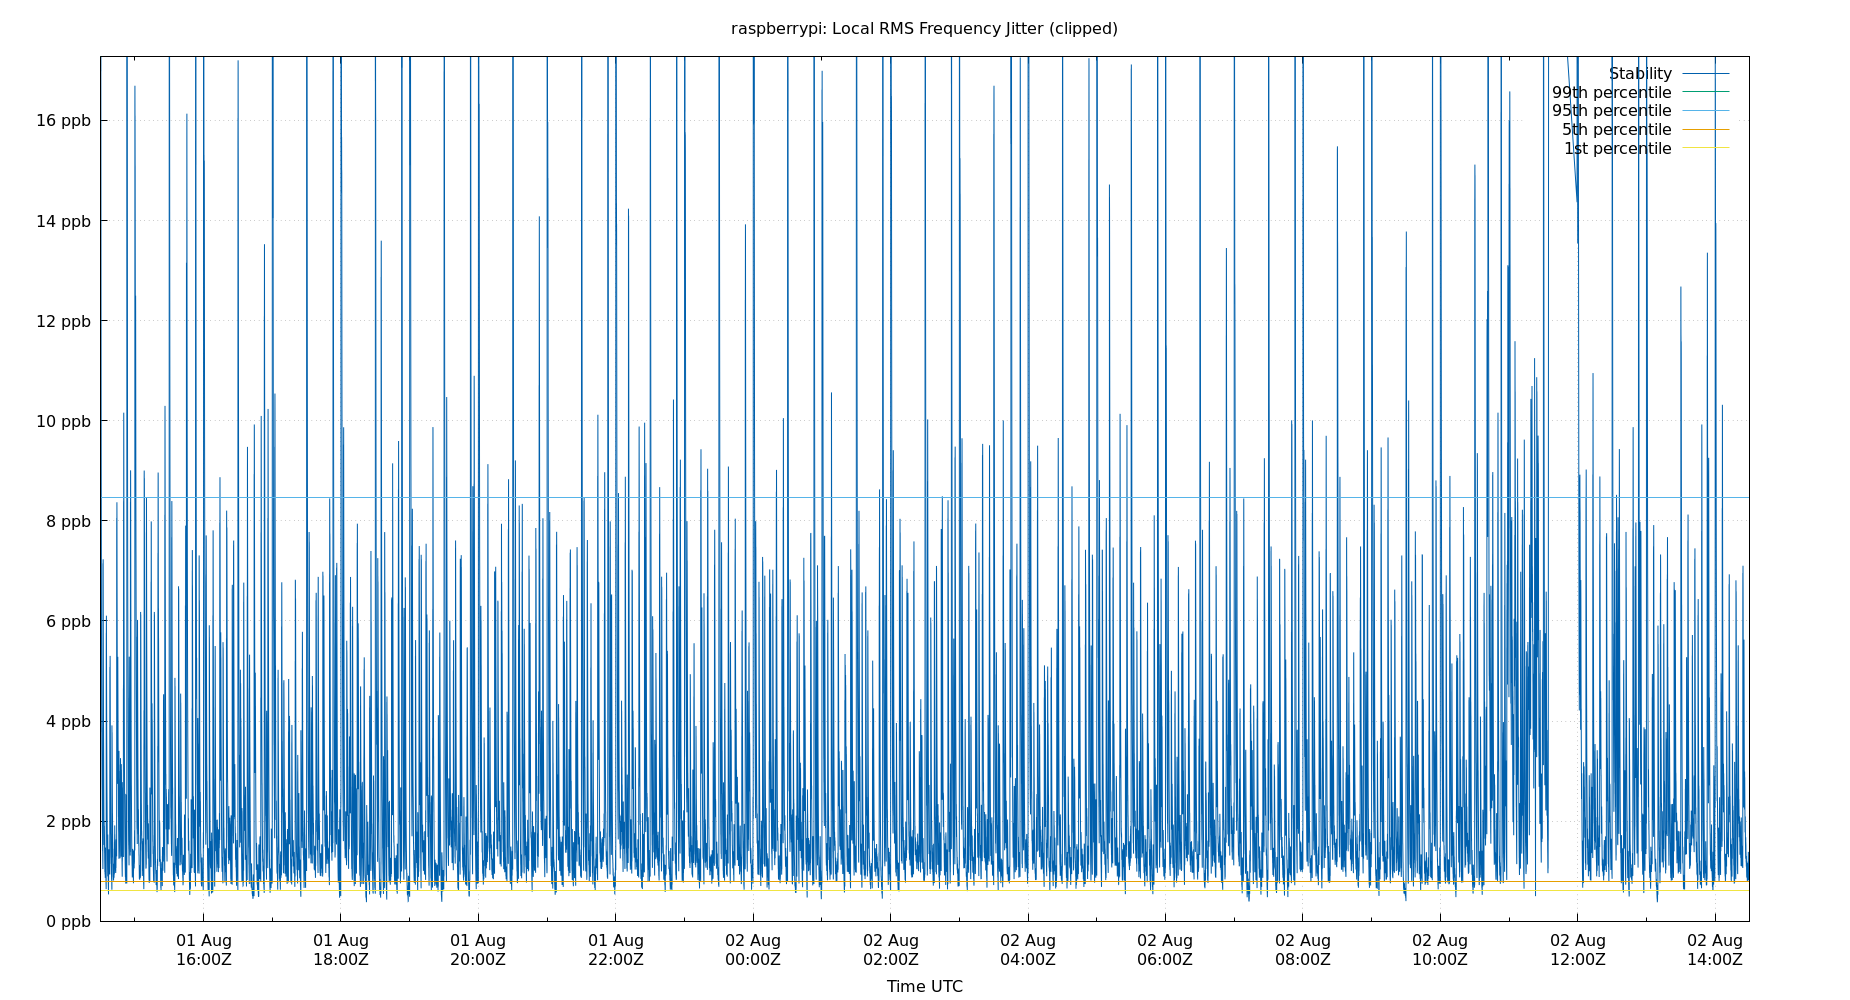 raspberrypi: Local RMS Frequency Jitter (clipped)
Stability
99th percentile
95th percentile
5th percentile
1st percentile
16 ppb
14 ppb
12 ppb
10 ppb
8 ppb
6 ppb
4 ppb
2 ppb
0 ppb
01 Aug 01 Aug 01 Aug 01 Aug 02 Aug 02 Aug 02 Aug 02 Aug 02 Aug 02 Aug 02 Aug 02 Aug
16:00Z 18:00Z 20:00Z 22:00Z 00:00Z 02:00Z 04:00Z 06:00Z 08:00Z 10:00Z 12:00Z 14:00Z
Time UTC